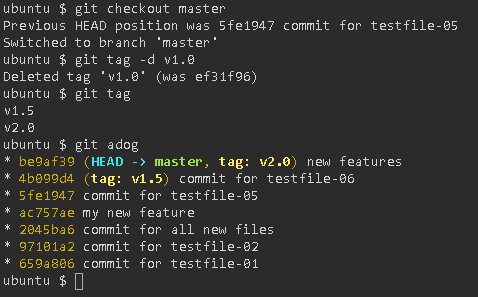 ubuntu $ git checkout master
Previous HEAD position was 5fe1947 commit for testfile-05
Switched to branch 'master'
ubuntu $ git tag -d v1.0
Deleted tag 'v1.0' (was ef31f96)
ubuntu $ git tag
v1.5
v2.0
ubuntu $ git adog
* be9af39 (HEAD -> master, tag: v2.0) new features
* 4b099d4 (tag: v1.5) commit for testfile-06
* 5fe1947 commit for testfile-05
* ac757ae my new feature
* 2045ba6 commit for all new files
* 97101a2 commit for testfile-02
* 659a806 commit for testfile-01
ubuntu $